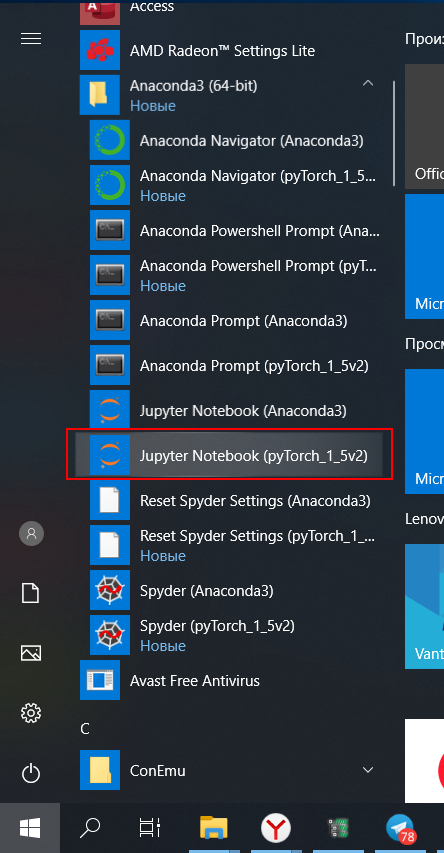 Access
AMD Radeon™ Settings Lite
Anaconda3 (64-bit)
Новые
Anaconda Navigator (Anaconda3)
Anaconda Navigator (pyTorch_1_5...
Новые
Anaconda Powershell Prompt (Ana...
Anaconda Powershell Prompt (pyT...
Новые
Anaconda Prompt (Anaconda3)
Anaconda Prompt (pyTorch_1_5v2)
Jupyter Notebook (Anaconda3)
Jupyter Notebook (pyTorch_1_5v2)
Reset Spyder Settings (Anaconda3)
Reset Spyder Settings (pyTorch_1_...
Новые
Spyder (Anaconda3)
Spyder (pyTorch_1_5v2)
Новые
Avast Free Antivirus
C
ConEmu
Прои
Offic
Micr
Просм
Micr
Lenov
Vant
78